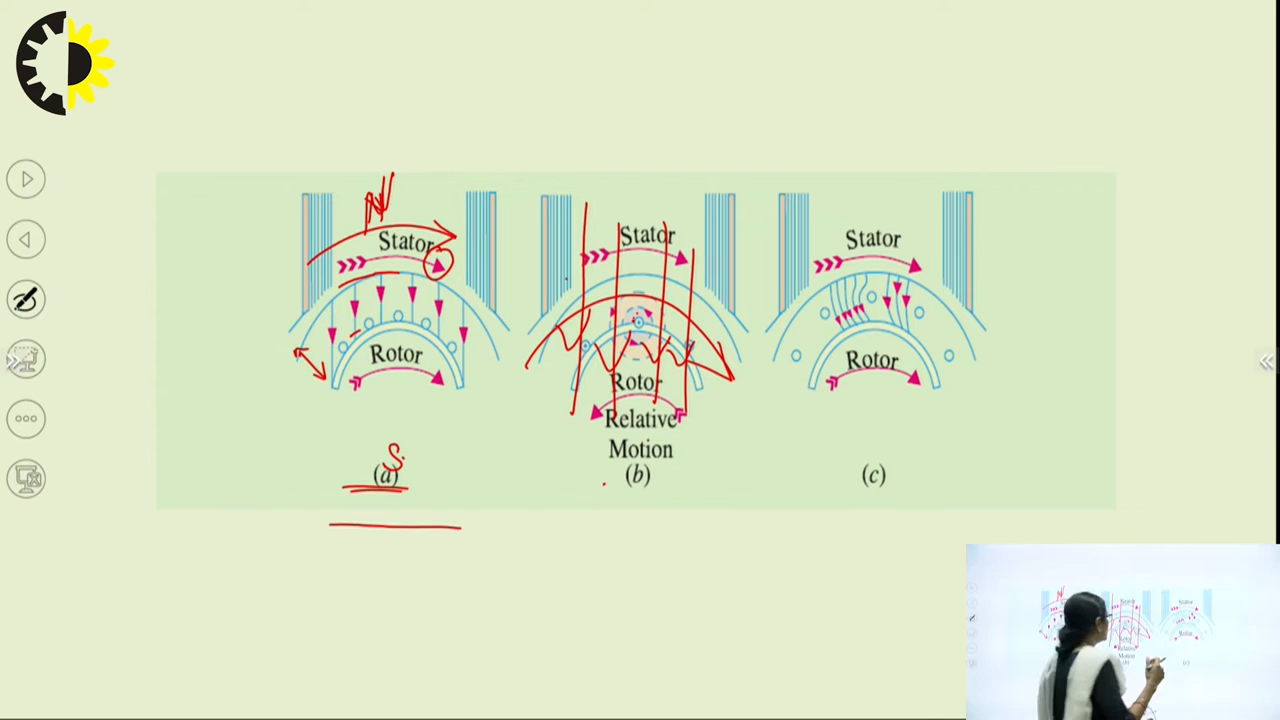 N
Stator
Rotor
S
(a)
Stator
Rotor
Relative
Motion
(b)
Stator
Rotor
(c)